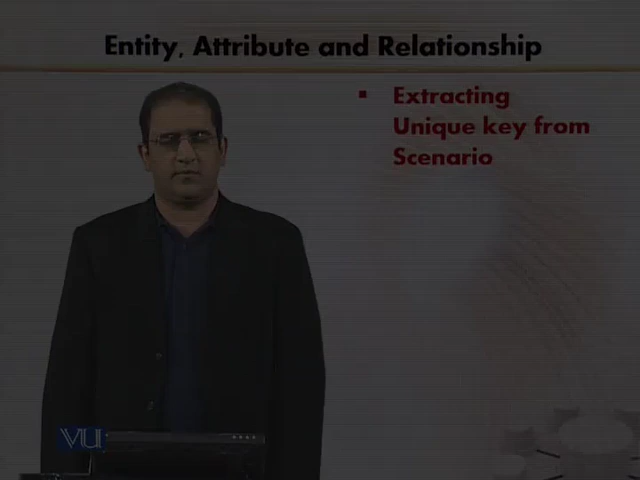 Entity, Attribute and Relationship
▪ Extracting
Unique key from
Scenario
VU